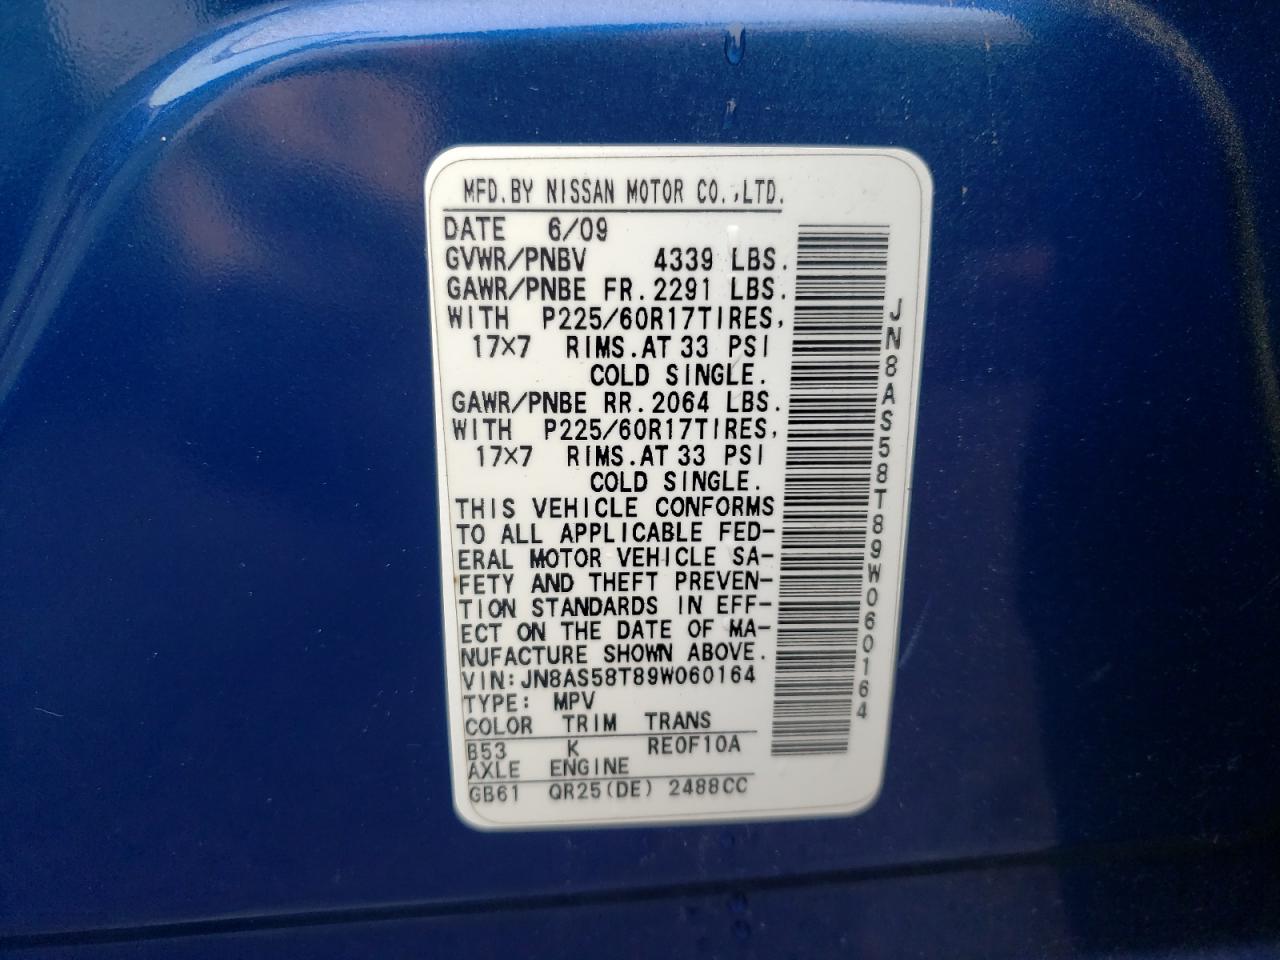 MFD.BY NISSAN MOTOR CO.,LTD.
DATE 6/09
GVWR/PNBV 4339 LBS.
GAWR/PNBE FR.2291 LBS.
WITH P225/60R17TIRES,
17×7 RIMS.AT 33 PSI
COLD SINGLE.
GAWR/PNBE RR.2064 LBS.
WITH P225/60R17TIRES,
17×7 RIMS.AT 33 PSI
COLD SINGLE.
THIS VEHICLE CONFORMS
TO ALL APPLICABLE FED-
ERAL MOTOR VEHICLE SA-
FETY AND THEFT PREVEN-
TION STANDARDS IN EFF-
ECT ON THE DATE OF MA-
NUFACTURE SHOWN ABOVE.
VIN:JN8AS58T89W060164
TYPE: MPV
COLOR TRIM TRANS
B53 K RE0F10A
AXLE ENGINE
GB61 QR25(DE) 2488CC
JN8AS58T89W060164